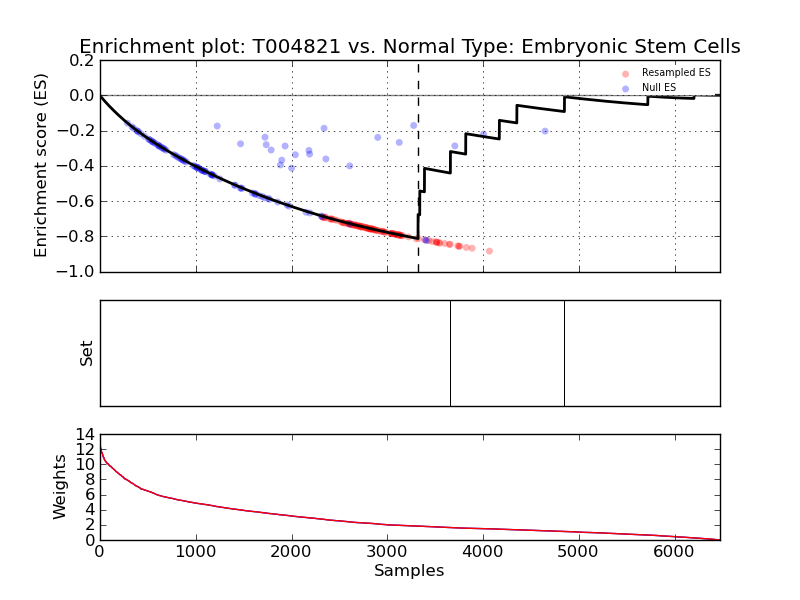 Enrichment plot: T004821 vs. Normal Type: Embryonic Stem Cells
Enrichment score (ES)
0.2
0.0
−0.2
−0.4
−0.6
−0.8
−1.0
Resampled ES
Null ES
Set
Weights
14
12
10
8
6
4
2
0
0 1000 2000 3000 4000 5000 6000
Samples